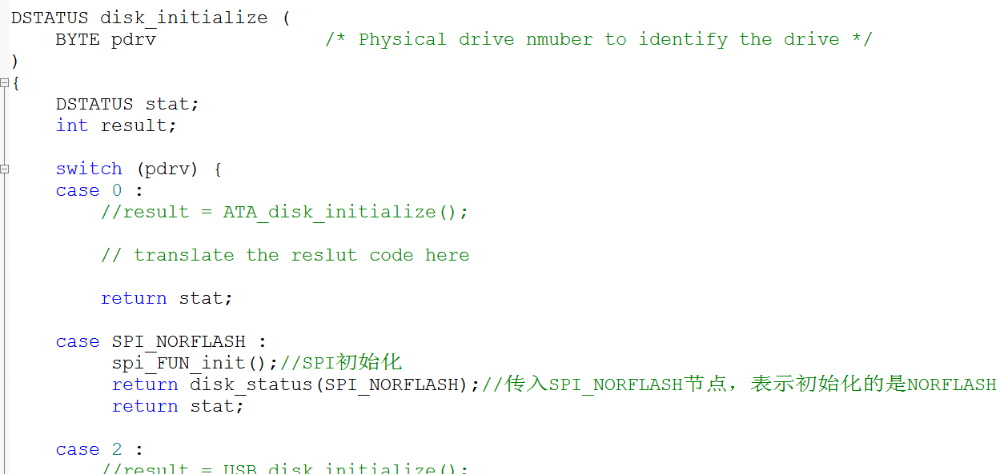 DSTATUS disk_initialize (
    BYTE pdrv               /* Physical drive nmuber to identify the drive */
)
{
    DSTATUS stat;
    int result;

    switch (pdrv) {
    case 0 :
        //result = ATA_disk_initialize();

        // translate the reslut code here

        return stat;

    case SPI_NORFLASH :
         spi_FUN_init();//SPI初始化
         return disk_status(SPI_NORFLASH);//传入SPI_NORFLASH节点，表示初始化的是NORFLASH
         return stat;

    case 2 :
        //result = USB_disk_initialize();